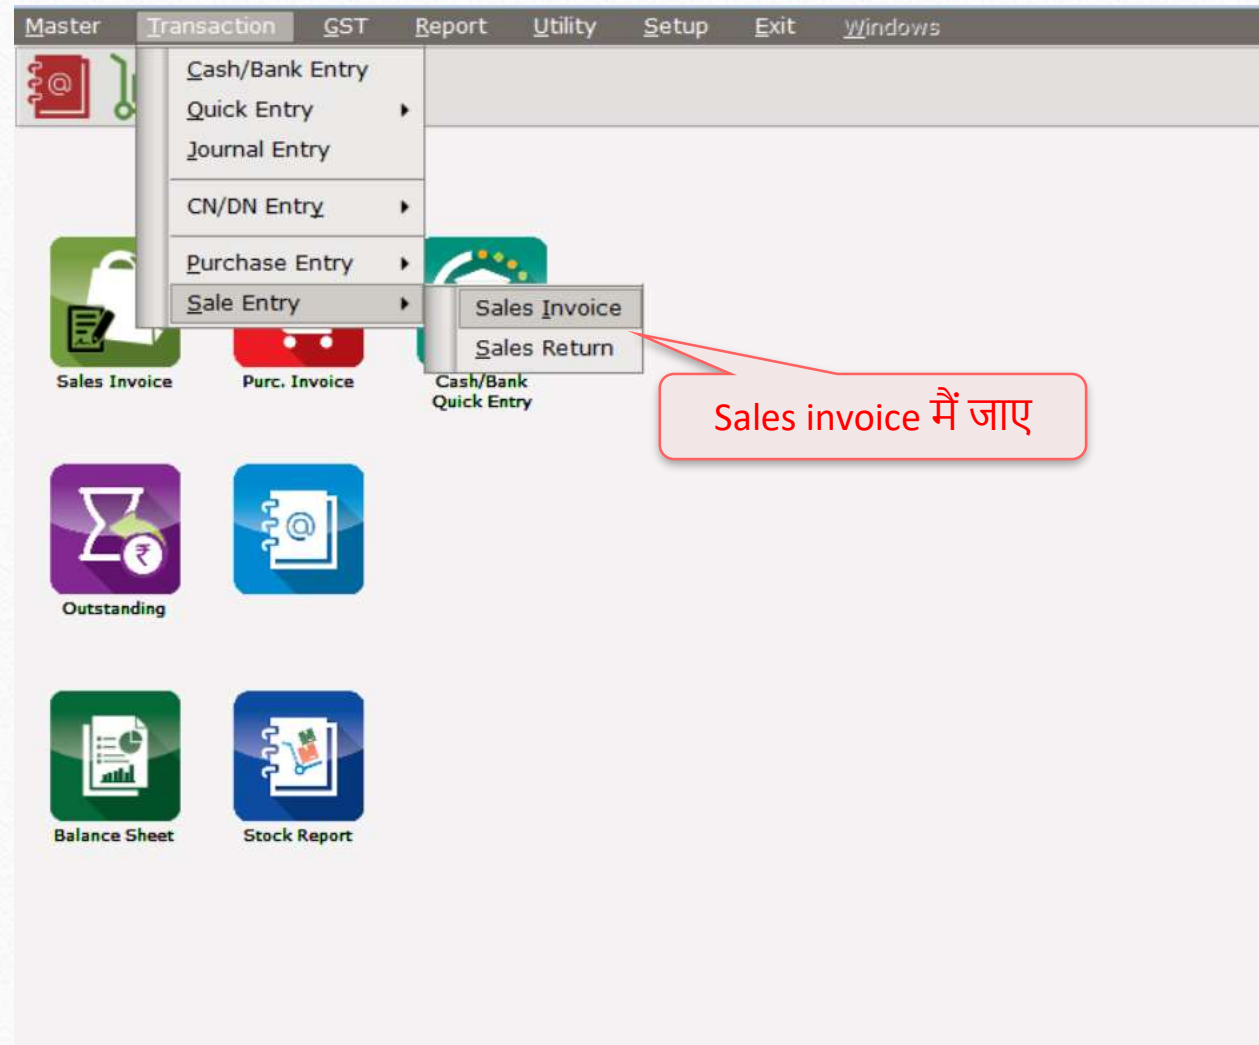 Master Transaction GST Report Utility Setup Exit Windows
Cash/Bank Entry
Quick Entry
Journal Entry
CN/DN Entry
Purchase Entry
Sale Entry
Sales Invoice
Sales Return
Sales invoice मैं जाए
Sales Invoice
Purc. Invoice
Cash/Bank
Quick Entry
Outstanding
Balance Sheet
Stock Report